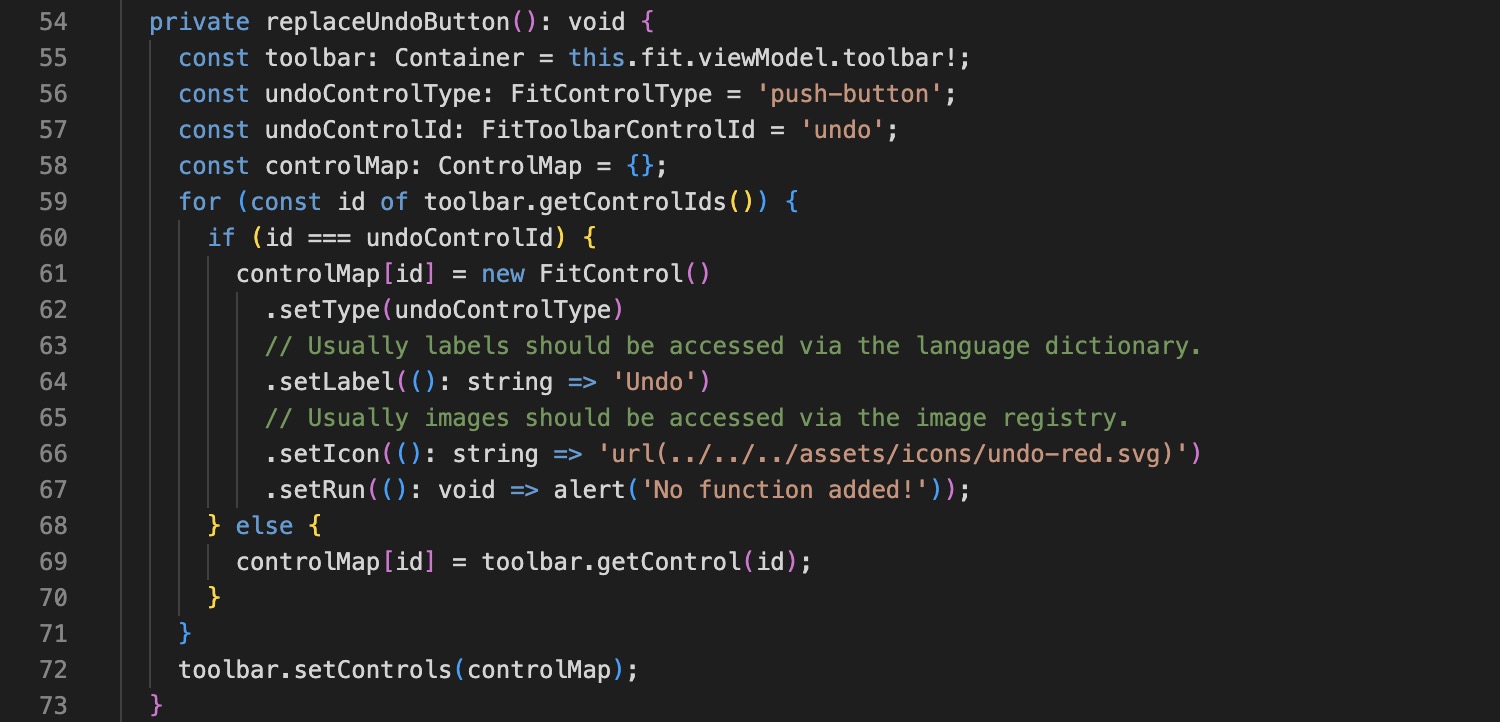 54 private replaceUndoButton(): void {
55 const toolbar: Container = this.fit.viewModel.toolbar!;
56 const undoControlType: FitControlType = 'push-button';
57 const undoControlId: FitToolbarControlId = 'undo';
58 const controlMap: ControlMap = {};
59 for (const id of toolbar.getControlIds()) {
60 if (id === undoControlId) {
61 controlMap[id] = new FitControl()
62 .setType(undoControlType)
63 // Usually labels should be accessed via the language dictionary.
64 .setLabel((): string => 'Undo')
65 // Usually images should be accessed via the image registry.
66 .setIcon((): string => 'url(../../../assets/icons/undo-red.svg)')
67 .setRun((): void => alert('No function added!'));
68 } else {
69 controlMap[id] = toolbar.getControl(id);
70 }
71 }
72 toolbar.setControls(controlMap);
73 }